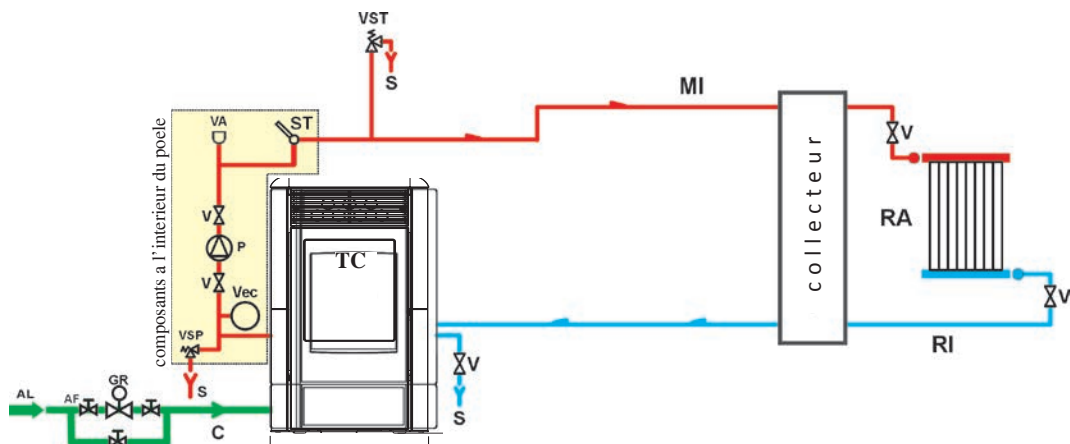 VST
S
MI
VA
ST
V
collecteur
composants a l'interieur du poele
RA
V
P
TC
V
Vec
V
VSP
V
RI
S
S
GR
AL
AF
C